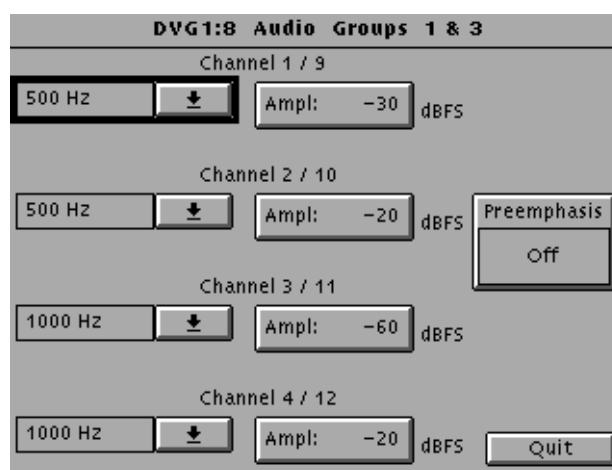 DVG1:8 Audio Groups 1 & 3
Channel 1 / 9
500 Hz Ampl: -30 dBFS
Channel 2 / 10
500 Hz Ampl: -20 dBFS
Preemphasis
Off
Channel 3 / 11
1000 Hz Ampl: -60 dBFS
Channel 4 / 12
1000 Hz Ampl: -20 dBFS
Quit